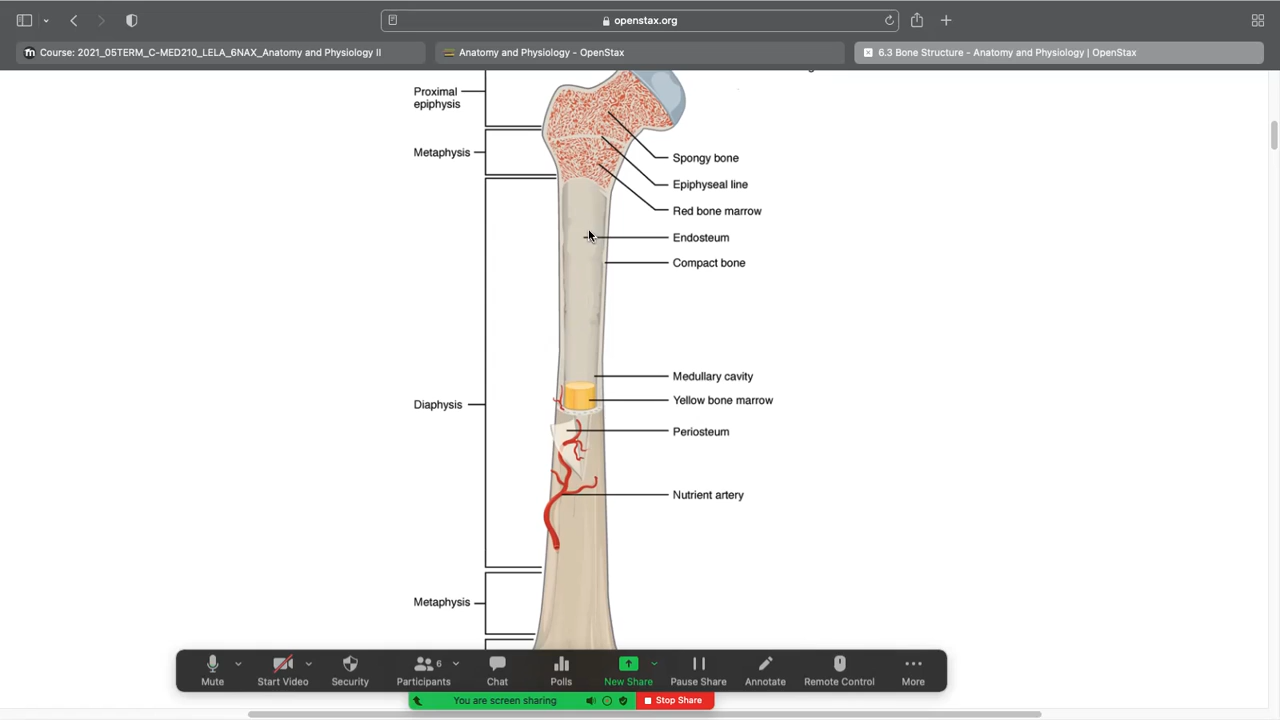 openstax.org
Course: 2021_05TERM_C-MED210_LELA_6NAX_Anatomy and Physiology II
Anatomy and Physiology - OpenStax
6.3 Bone Structure - Anatomy and Physiology | OpenStax
Proximal
epiphysis
Metaphysis
Spongy bone
Epiphyseal line
Red bone marrow
Endosteum
Compact bone
Medullary cavity
Yellow bone marrow
Diaphysis
Periosteum
Nutrient artery
Metaphysis
6
Mute
Start Video
Security
Participants
Chat
Polls
New Share
Pause Share
Annotate
Remote Control
More
You are screen sharing
Stop Share